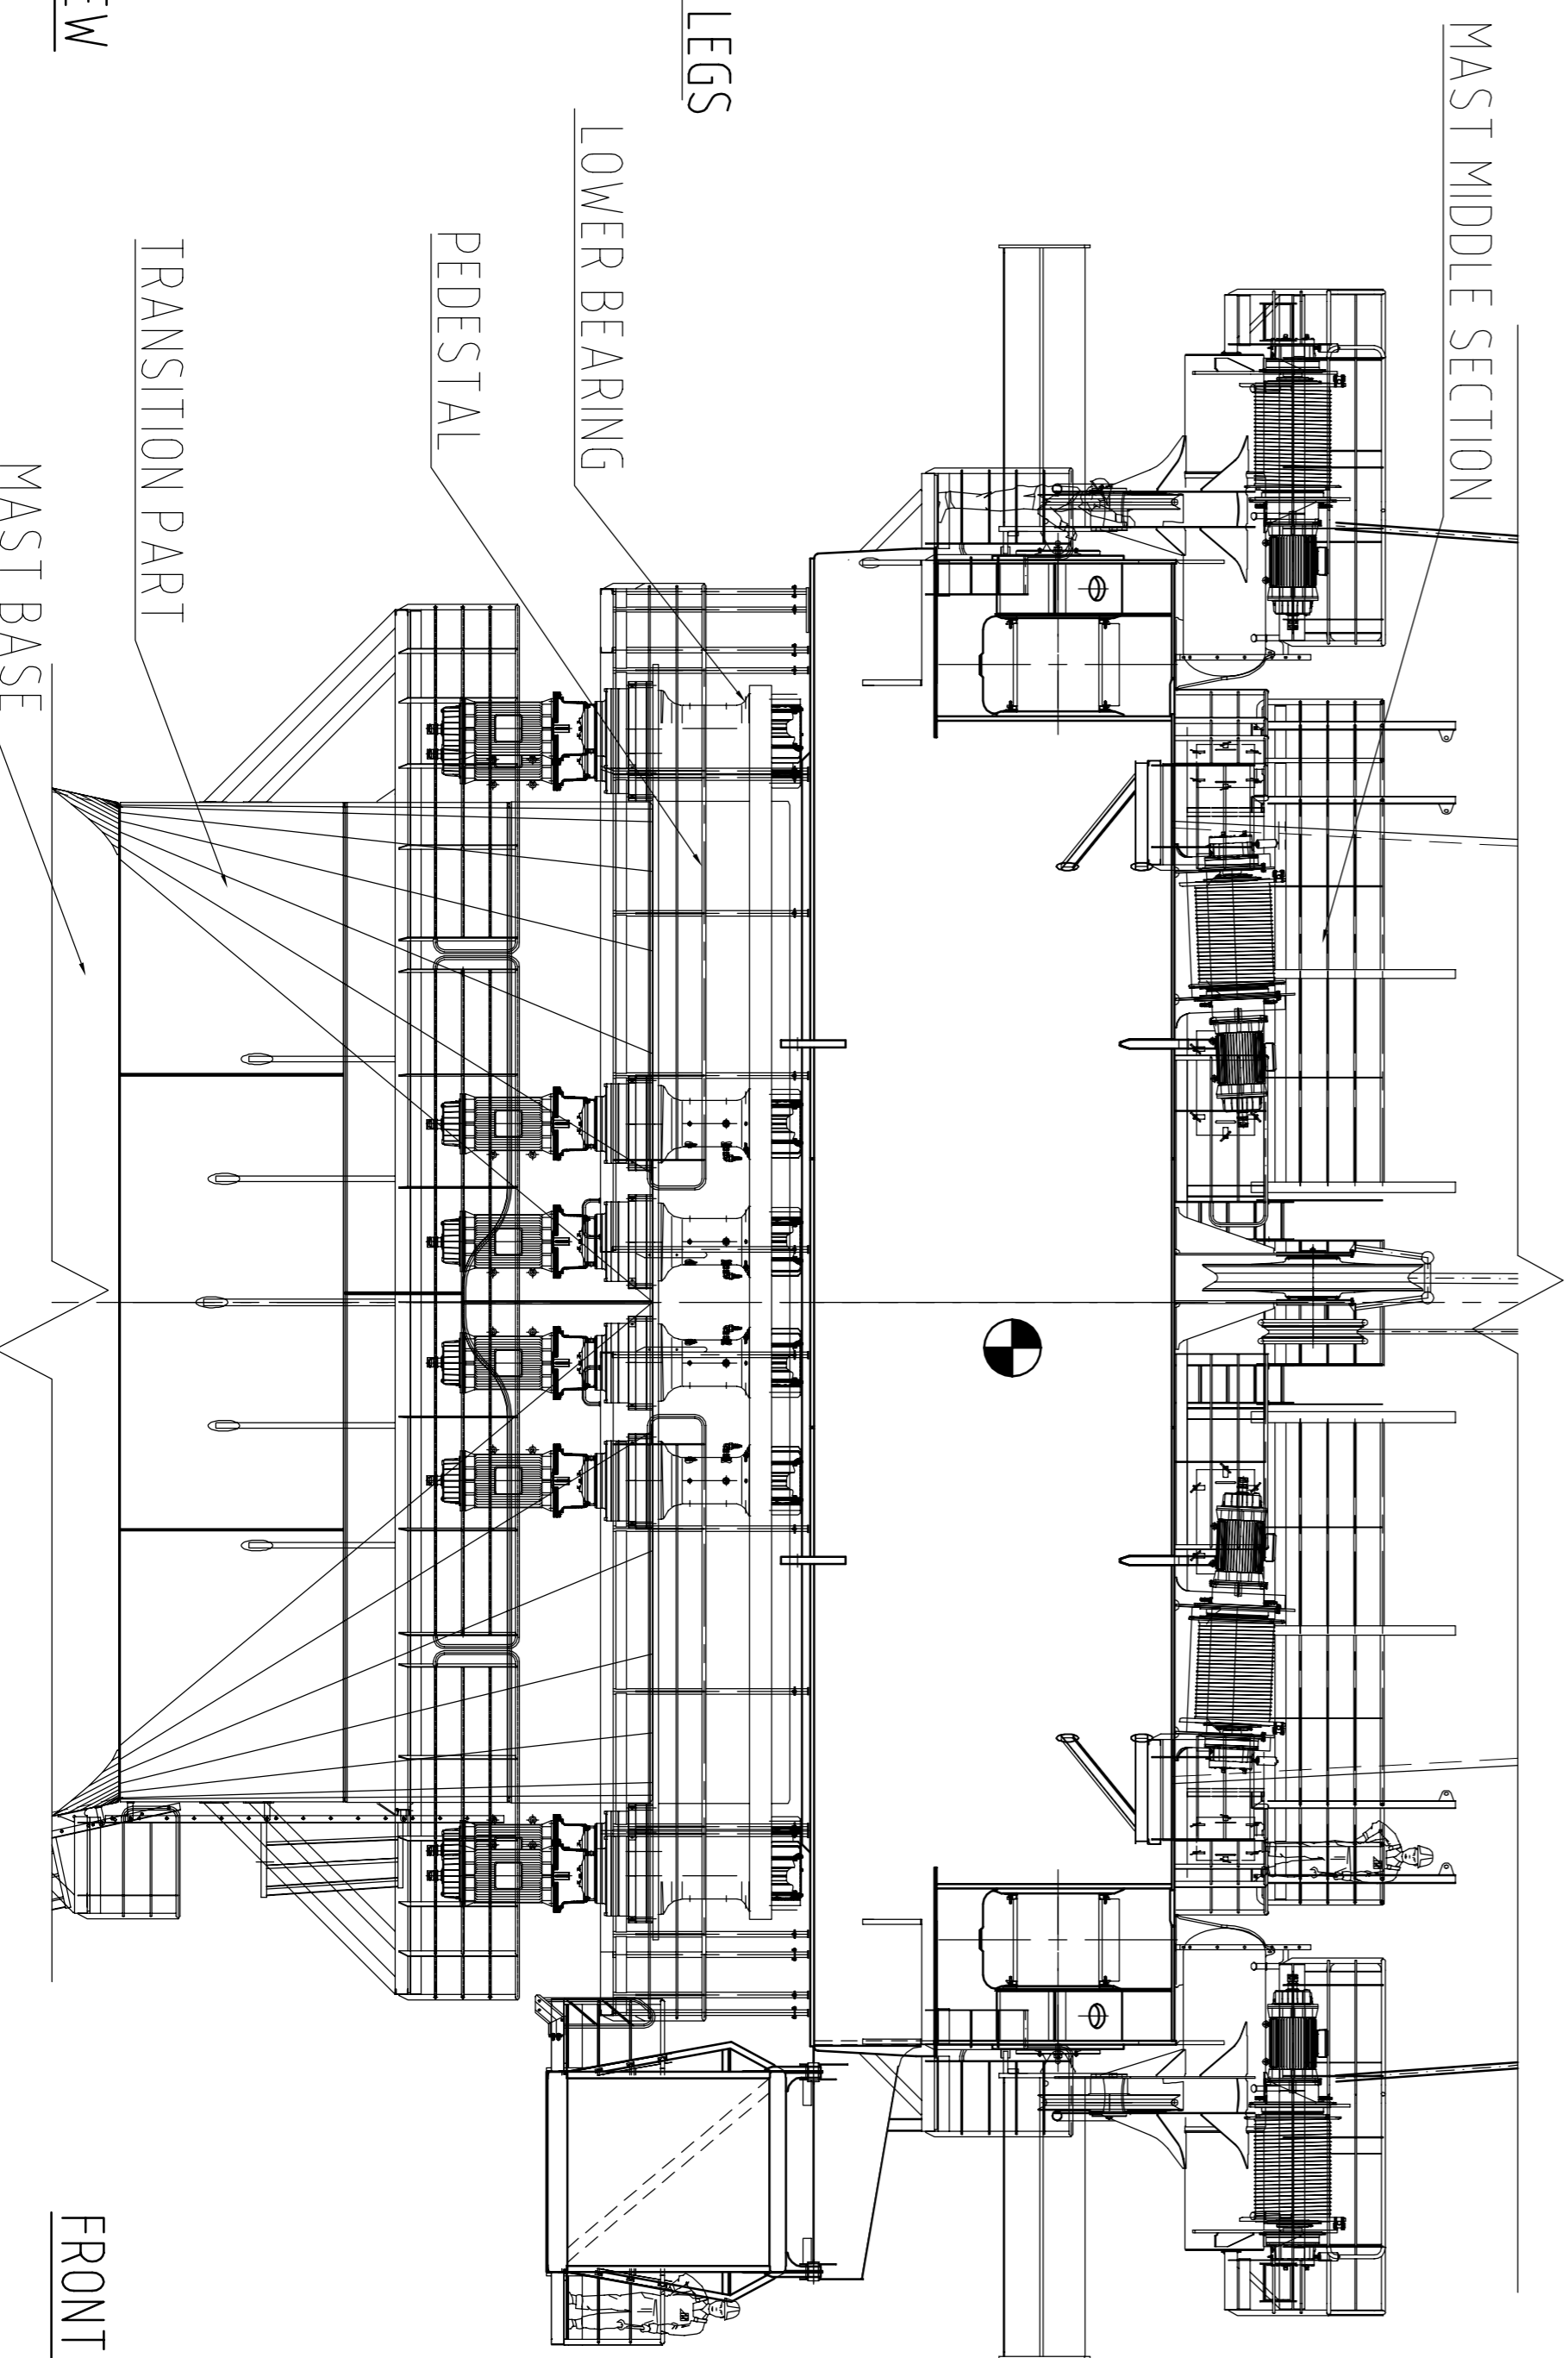 MAST MIDDLE SECTION
LEGS
LOWER BEARING
PEDESTAL
TRANSITION PART
MAST BASE
EW
FRONT